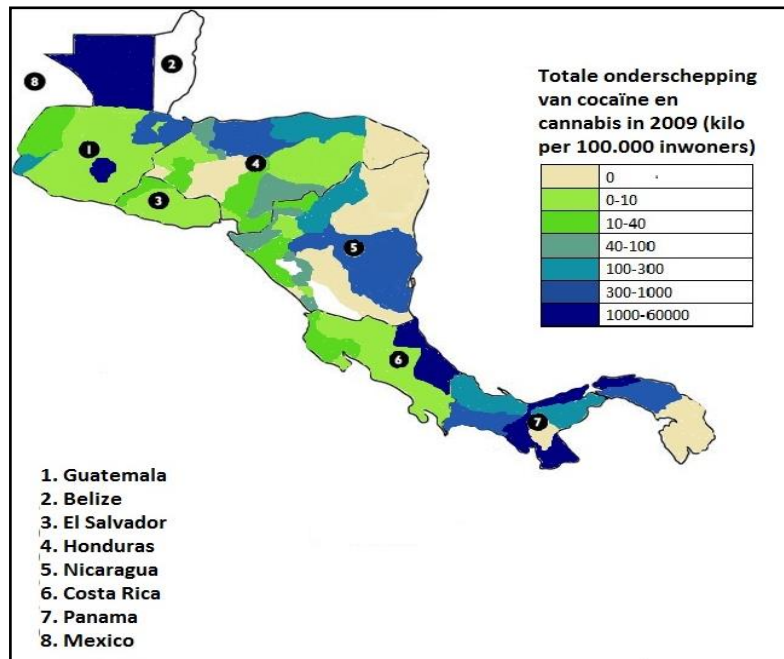 Totale onderschepping
van cocaïne en
cannabis in 2009 (kilo
per 100.000 inwoners)
0
0-10
10-40
40-100
100-300
300-1000
1000-60000
8
2
1
4
3
5
6
7
1. Guatemala
2. Belize
3. El Salvador
4. Honduras
5. Nicaragua
6. Costa Rica
7. Panama
8. Mexico